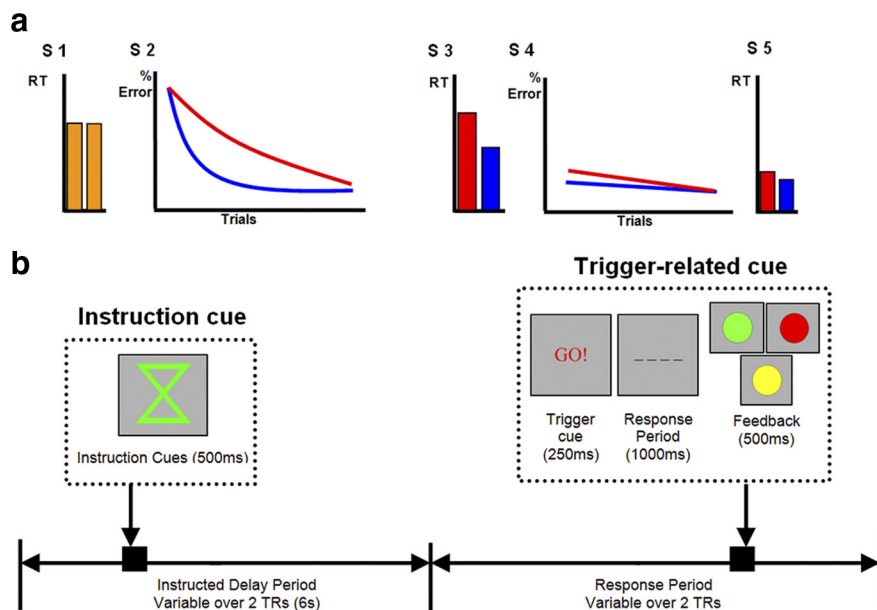 a
S 1
RT
S 2
%
Error
Trials
S 3
RT
S 4
%
Error
Trials
S 5
RT
b
Instruction cue
Instruction Cues (500ms)
Trigger-related cue
GO!
_ _ _ _
Trigger
cue
(250ms)
Response
Period
(1000ms)
Feedback
(500ms)
Instructed Delay Period
Variable over 2 TRs (6s)
Response Period
Variable over 2 TRs